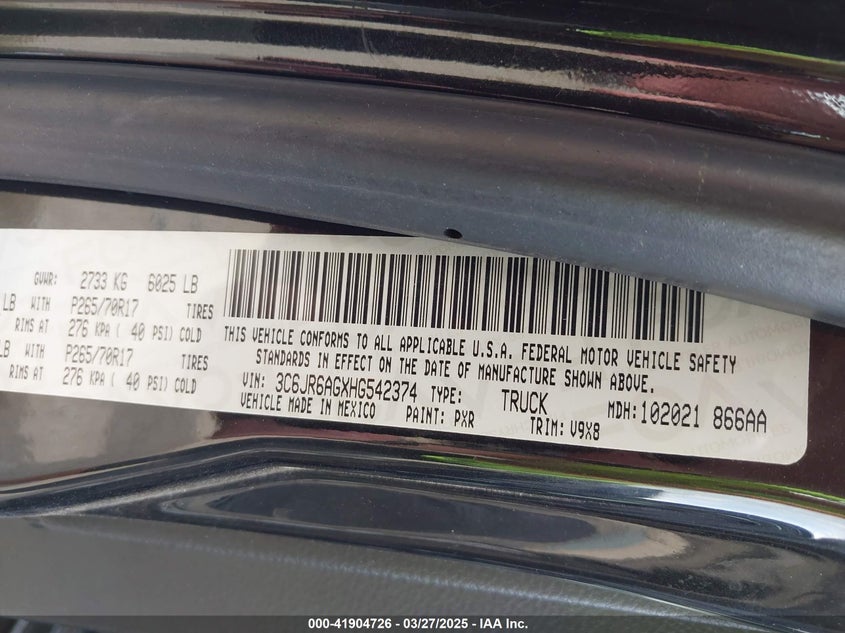 GVWR: 2733 KG 6025 LB
LB WITH P265/70R17 TIRES
RIMS AT 276 KPA ( 40 PSI) COLD
LB WITH P265/70R17 TIRES
RIMS AT 276 KPA ( 40 PSI) COLD
THIS VEHICLE CONFORMS TO ALL APPLICABLE U.S.A. FEDERAL MOTOR VEHICLE SAFETY
STANDARDS IN EFFECT ON THE DATE OF MANUFACTURE SHOWN ABOVE.
VIN: 3C6JR6AGXHG542374 TYPE: TRUCK MDH:102021 866AA
VEHICLE MADE IN MEXICO PAINT: PXR TRIM: V9X8
000-41904726 — 03/27/2025 — IAA Inc.